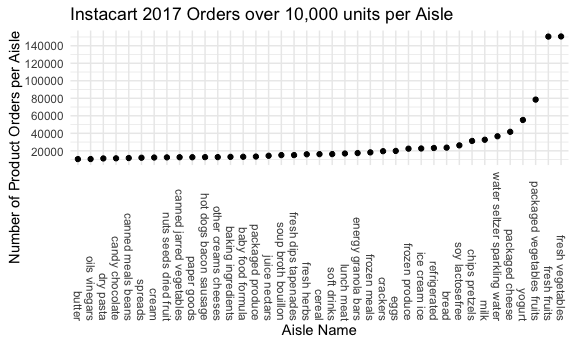 Instacart 2017 Orders over 10,000 units per Aisle
Number of Product Orders per Aisle
140000
120000
100000
80000
60000
40000
20000
butter
oils vinegars
dry pasta
candy chocolate
canned meals beans
spreads
cream
nuts seeds dried fruit
canned jarred vegetables
paper goods
hot dogs bacon sausage
other creams cheeses
baking ingredients
baby food formula
packaged produce
juice nectars
soup broth bouillon
fresh dips tapenades
fresh herbs
cereal
soft drinks
lunch meat
energy granola bars
frozen meals
crackers
eggs
frozen produce
ice cream ice
refrigerated
bread
soy lactosefree
chips pretzels
milk
water seltzer sparkling water
packaged cheese
yogurt
packaged vegetables fruits
fresh fruits
fresh vegetables
Aisle Name